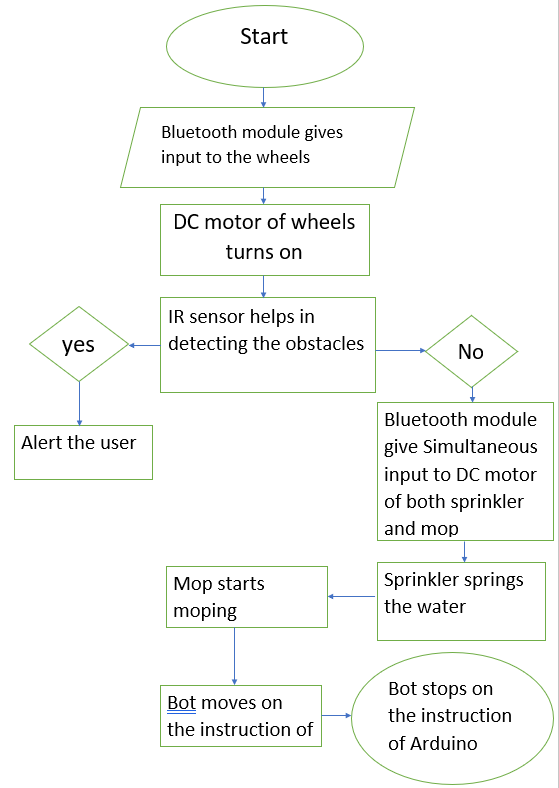 Start
Bluetooth module gives
input to the wheels
DC motor of wheels
turns on
IR sensor helps in
detecting the obstacles
yes
No
Alert the user
Bluetooth module
give Simultaneous
input to DC motor
of both sprinkler
and mop
Sprinkler springs
the water
Mop starts
moping
Bot moves on
the instruction of
Bot stops on
the instruction
of Arduino